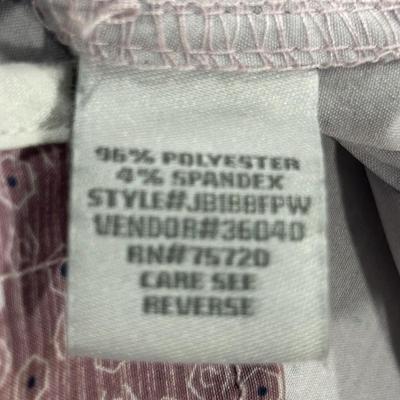 96% POLYESTER
4% SPANDEX
STYLE#JB188FPW
VENDOR#36040
RN#75720
CARE SEE
REVERSE